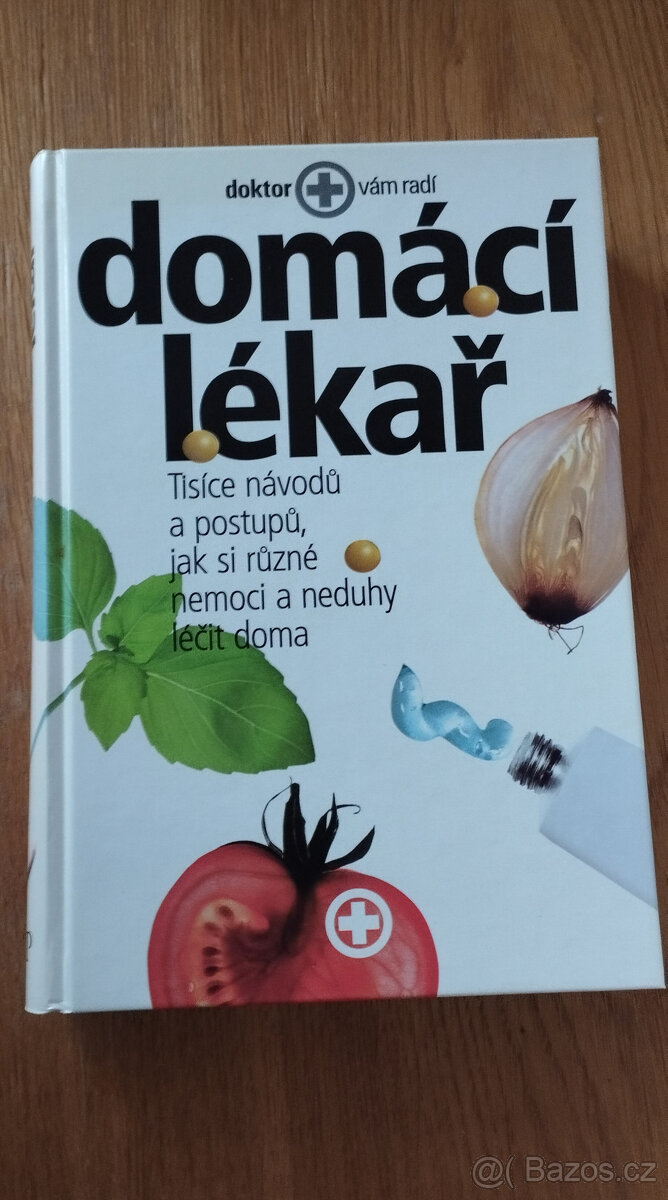 doktor vám radí
domácí
lékař
Tisíce návodů
a postupů,
jak si různé
nemoci a neduhy
léčit doma
@( Bazos.cz